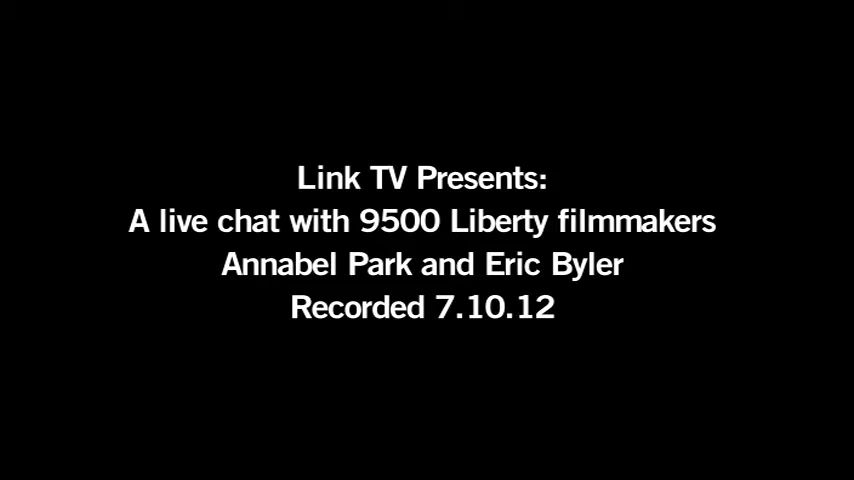 Link TV Presents:
A live chat with 9500 Liberty filmmakers
Annabel Park and Eric Byler
Recorded 7.10.12